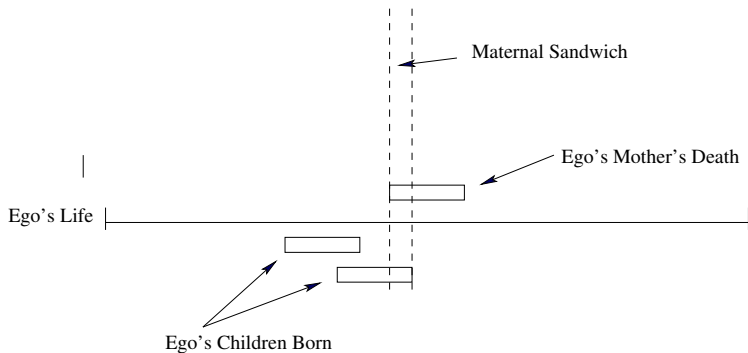 Maternal Sandwich
Ego's Mother's Death
Ego's Life
Ego's Children Born